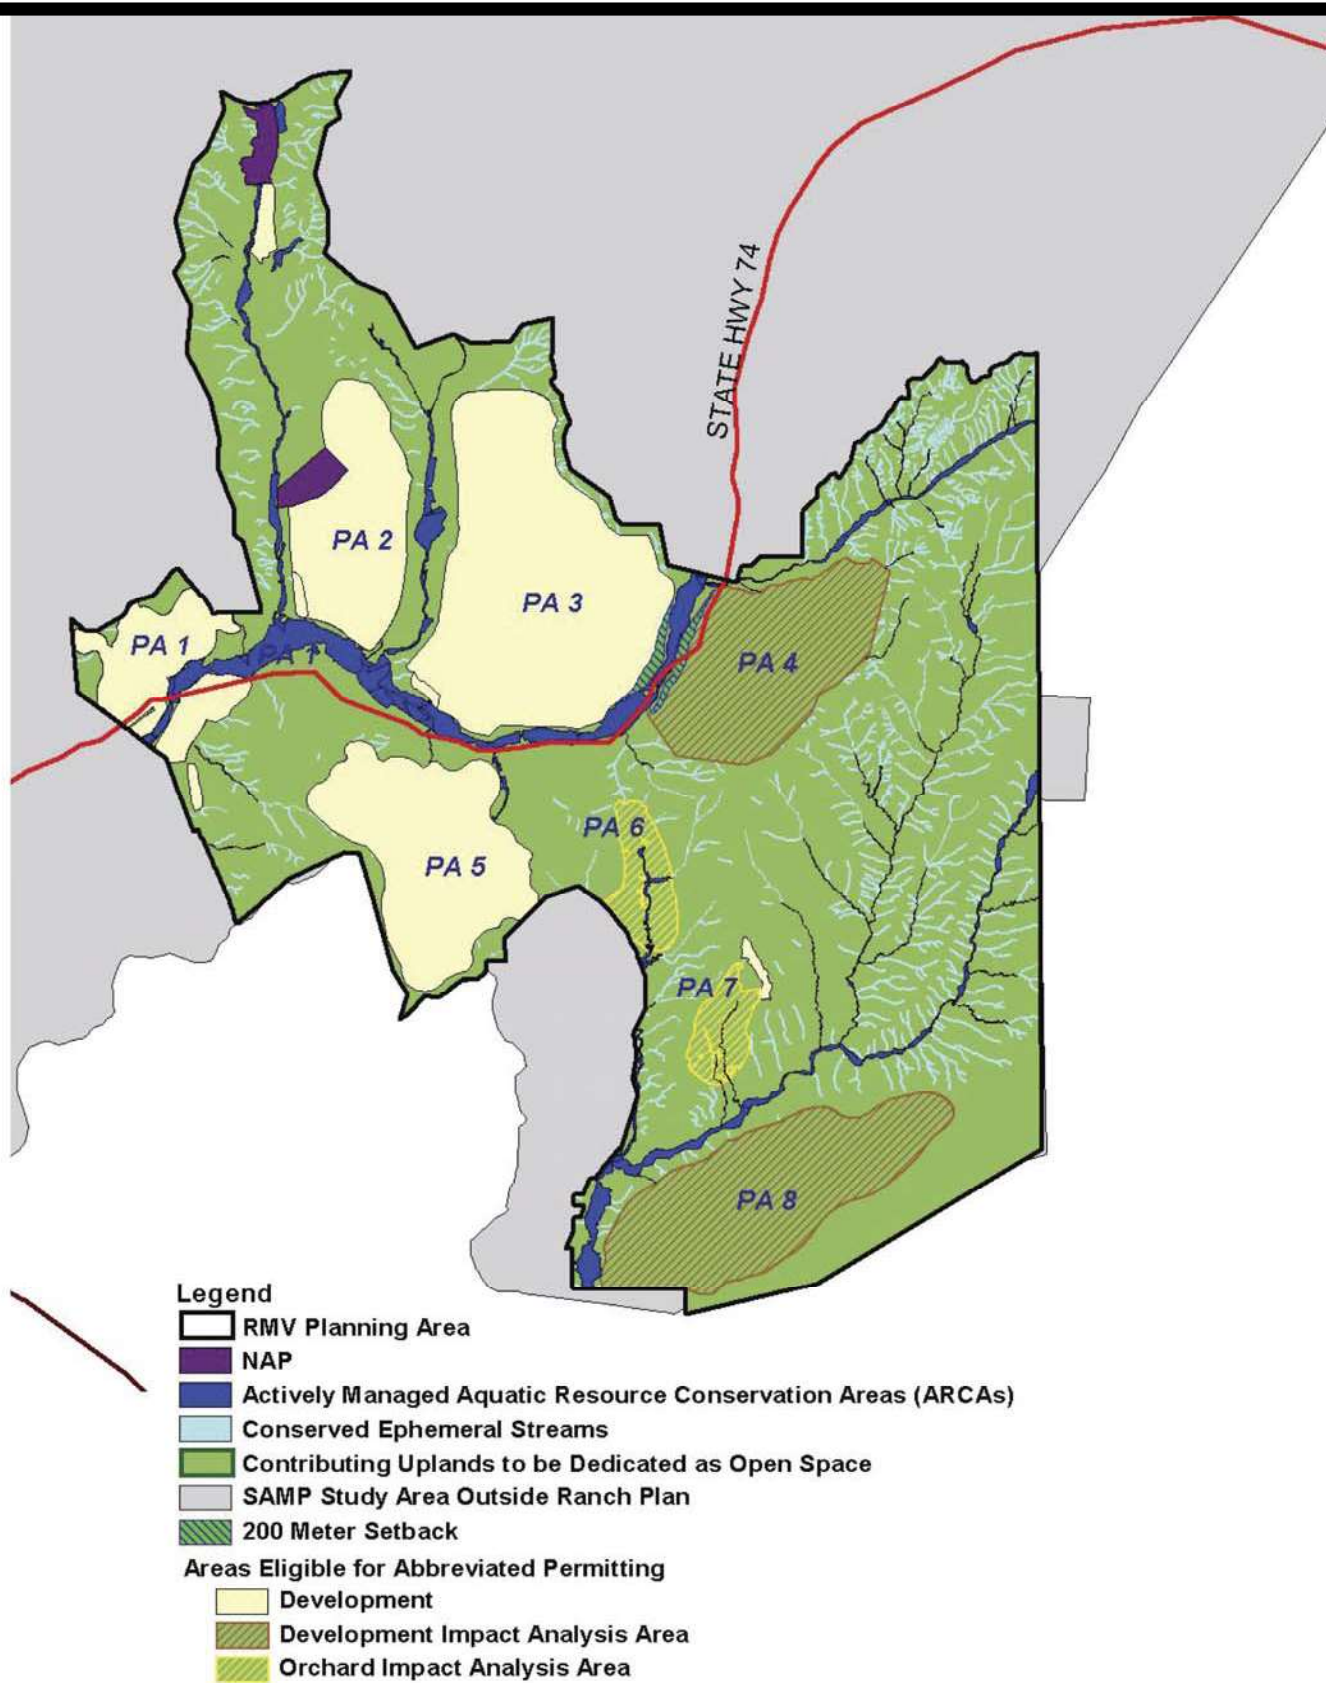 STATE HWY 74
PA 2
PA 3
PA 1
PA 1
PA 4
PA 6
PA 5
PA 7
PA 8
Legend
RMV Planning Area
NAP
Actively Managed Aquatic Resource Conservation Areas (ARCAs)
Conserved Ephemeral Streams
Contributing Uplands to be Dedicated as Open Space
SAMP Study Area Outside Ranch Plan
200 Meter Setback
Areas Eligible for Abbreviated Permitting
Development
Development Impact Analysis Area
Orchard Impact Analysis Area